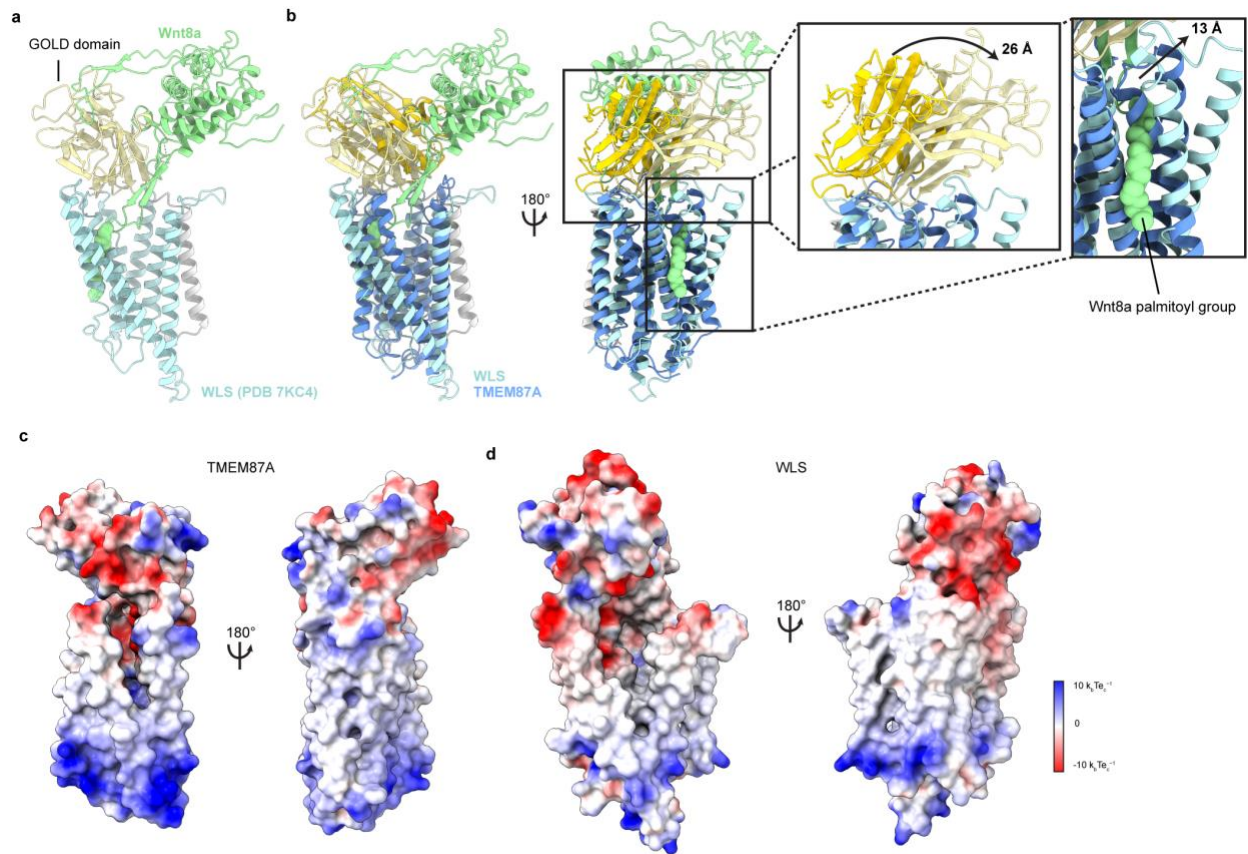 a
b
Wnt8a
GOLD domain
WLS (PDB 7KC4)
WLS
TMEM87A
180°
26 Å
13 Å
Wnt8a palmitoyl group
c
TMEM87A
180°
d
WLS
180°
10 kbTec⁻¹
0
-10 kbTec⁻¹